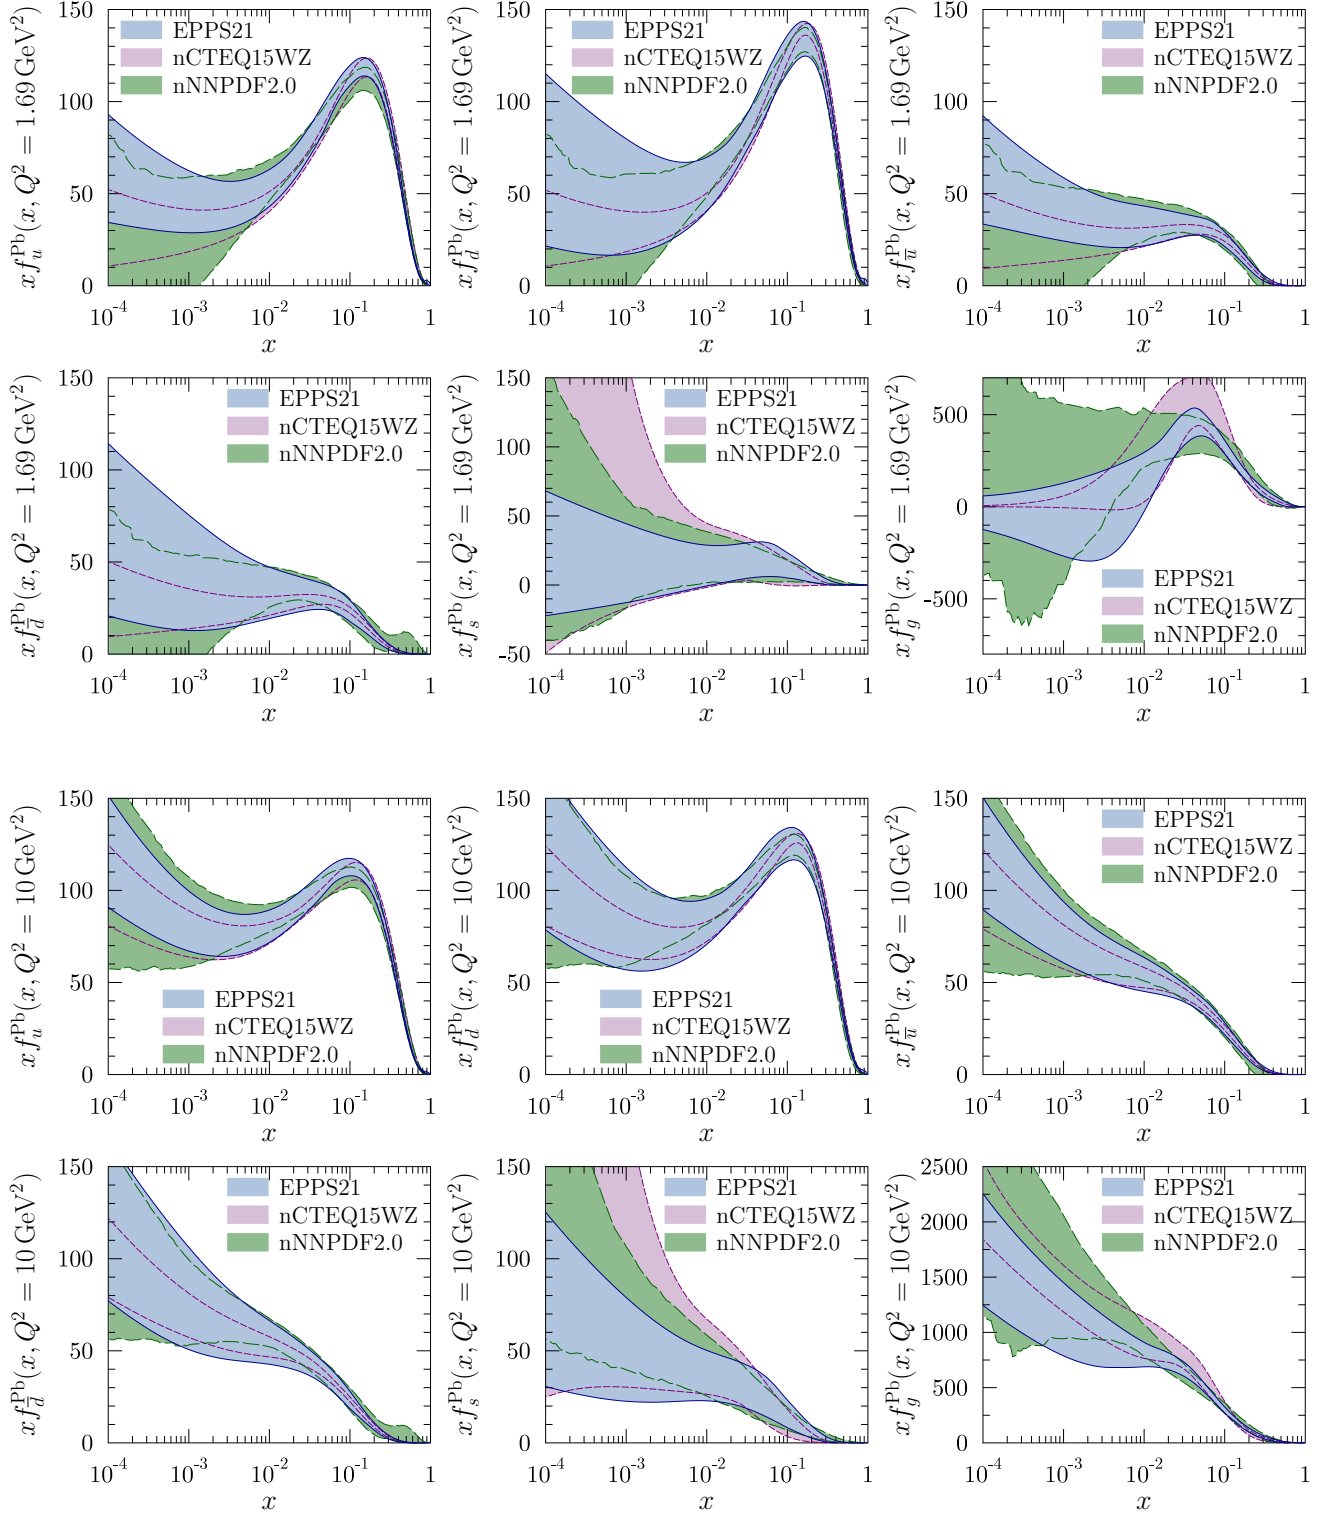 150
100
50
0
10^-4
10^-3
10^-2
10^-1
1
x
xf_u^Pb(x, Q^2 = 1.69 GeV^2)
EPPS21
nCTEQ15WZ
nNNPDF2.0
150
100
50
0
10^-4
10^-3
10^-2
10^-1
1
x
xf_d^Pb(x, Q^2 = 1.69 GeV^2)
EPPS21
nCTEQ15WZ
nNNPDF2.0
150
100
50
0
10^-4
10^-3
10^-2
10^-1
1
x
xf_ū^Pb(x, Q^2 = 1.69 GeV^2)
EPPS21
nCTEQ15WZ
nNNPDF2.0
150
100
50
0
10^-4
10^-3
10^-2
10^-1
1
x
xf_d̄^Pb(x, Q^2 = 1.69 GeV^2)
EPPS21
nCTEQ15WZ
nNNPDF2.0
150
100
50
0
-50
10^-4
10^-3
10^-2
10^-1
1
x
xf_s^Pb(x, Q^2 = 1.69 GeV^2)
EPPS21
nCTEQ15WZ
nNNPDF2.0
500
0
-500
10^-4
10^-3
10^-2
10^-1
1
x
xf_g^Pb(x, Q^2 = 1.69 GeV^2)
EPPS21
nCTEQ15WZ
nNNPDF2.0
150
100
50
0
10^-4
10^-3
10^-2
10^-1
1
x
xf_u^Pb(x, Q^2 = 10 GeV^2)
EPPS21
nCTEQ15WZ
nNNPDF2.0
150
100
50
0
10^-4
10^-3
10^-2
10^-1
1
x
xf_d^Pb(x, Q^2 = 10 GeV^2)
EPPS21
nCTEQ15WZ
nNNPDF2.0
150
100
50
0
10^-4
10^-3
10^-2
10^-1
1
x
xf_ū^Pb(x, Q^2 = 10 GeV^2)
EPPS21
nCTEQ15WZ
nNNPDF2.0
150
100
50
0
10^-4
10^-3
10^-2
10^-1
1
x
xf_d̄^Pb(x, Q^2 = 10 GeV^2)
EPPS21
nCTEQ15WZ
nNNPDF2.0
150
100
50
0
10^-4
10^-3
10^-2
10^-1
1
x
xf_s^Pb(x, Q^2 = 10 GeV^2)
EPPS21
nCTEQ15WZ
nNNPDF2.0
2500
2000
1500
1000
500
0
10^-4
10^-3
10^-2
10^-1
1
x
xf_g^Pb(x, Q^2 = 10 GeV^2)
EPPS21
nCTEQ15WZ
nNNPDF2.0